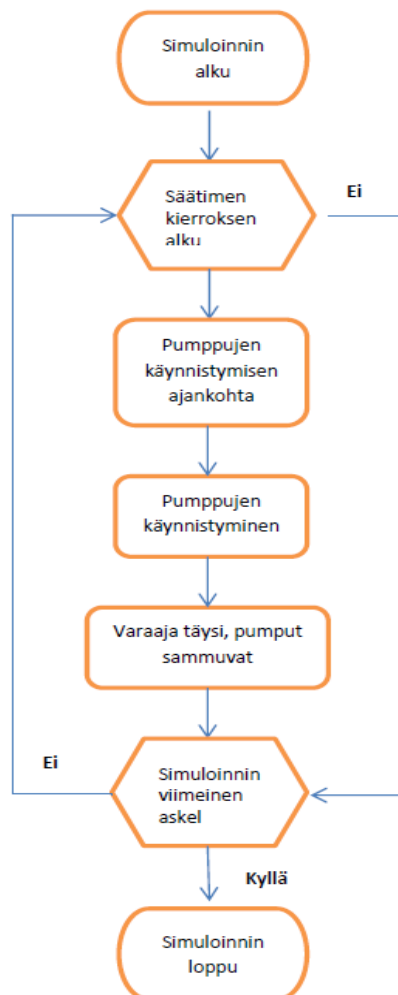 Simuloinnin
alku
Säätimen
kierroksen
alku
Ei
Pumppujen
käynnistymisen
ajankohta
Pumppujen
käynnistyminen
Varaaja täysi, pumput
sammuvat
Ei
Simuloinnin
viimeinen
askel
Kyllä
Simuloinnin
loppu